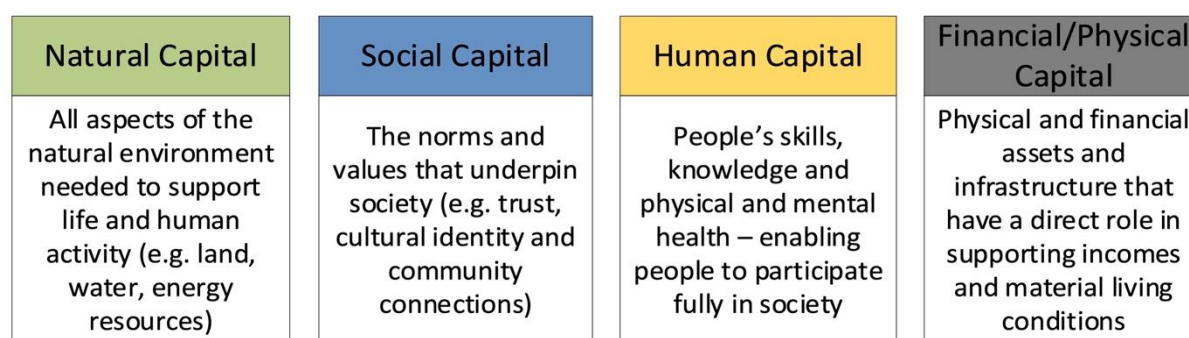 Natural Capital
All aspects of the
natural environment
needed to support
life and human
activity (e.g. land,
water, energy
resources)
Social Capital
The norms and
values that underpin
society (e.g. trust,
cultural identity and
community
connections)
Human Capital
People’s skills,
knowledge and
physical and mental
health – enabling
people to participate
fully in society
Financial/Physical
Capital
Physical and financial
assets and
infrastructure that
have a direct role in
supporting incomes
and material living
conditions